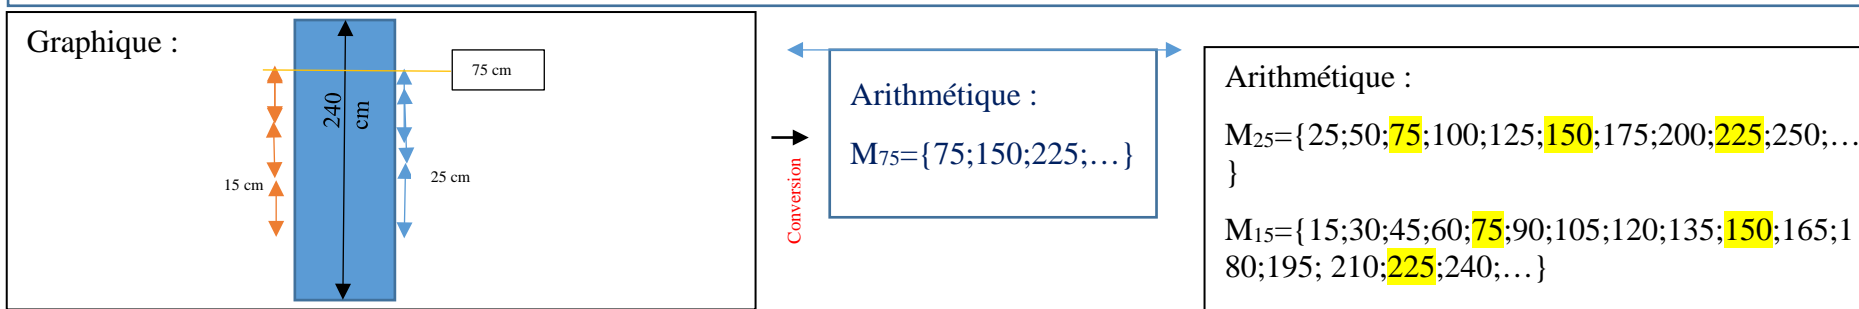 Graphique :
75 cm
240
cm
15 cm
25 cm
Conversion
Arithmétique :
M75={75;150;225;…}
Arithmétique :
M25={25;50;75;100;125;150;175;200;225;250;…
}
M15={15;30;45;60;75;90;105;120;135;150;165;1
80;195; 210;225;240;…}